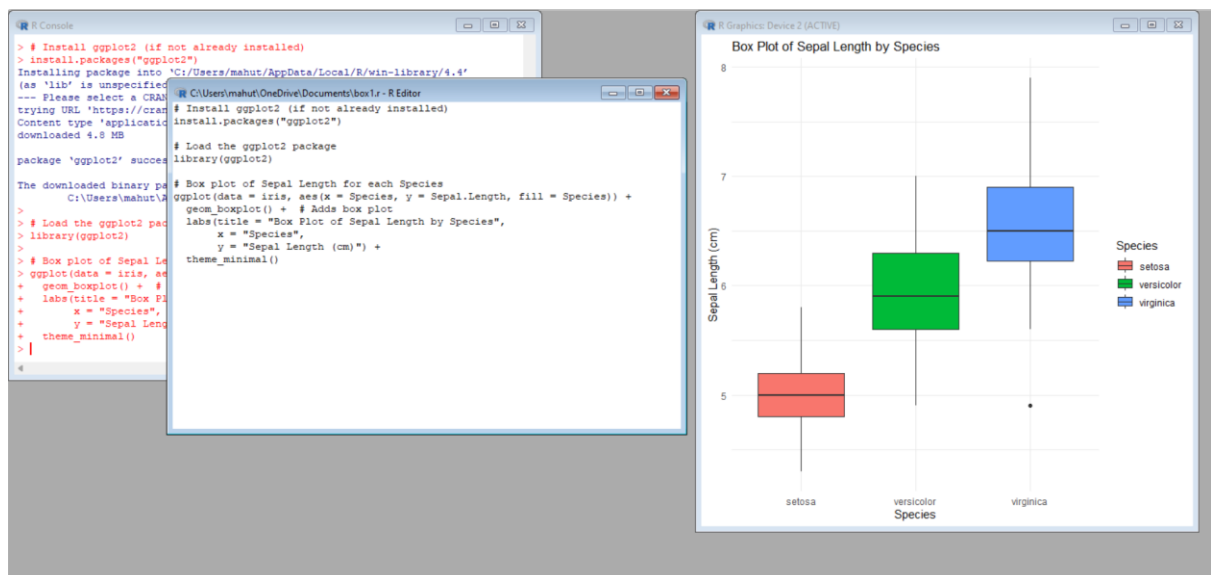 R Console
> # Install ggplot2 (if not already installed)
> install.packages("ggplot2")
Installing package into ‘C:/Users/mahut/AppData/Local/R/win-library/4.4’
(as ‘lib’ is unspecified
--- Please select a CRAN
trying URL 'https://cran
Content type 'applicatio
downloaded 4.8 MB
package ‘ggplot2’ succes
The downloaded binary pa
C:\Users\mahut\A
>
> # Load the ggplot2 pac
> library(ggplot2)
>
> # Box plot of Sepal Le
> ggplot(data = iris, ae
+ geom_boxplot() + #
+ labs(title = "Box Pl
+ x = "Species",
+ y = "Sepal Leng
+ theme_minimal()
>
C:\Users\mahut\OneDrive\Documents\box1.r - R Editor
# Install ggplot2 (if not already installed)
install.packages("ggplot2")
# Load the ggplot2 package
library(ggplot2)
# Box plot of Sepal Length for each Species
ggplot(data = iris, aes(x = Species, y = Sepal.Length, fill = Species)) +
geom_boxplot() + # Adds box plot
labs(title = "Box Plot of Sepal Length by Species",
x = "Species",
y = "Sepal Length (cm)") +
theme_minimal()
R Graphics: Device 2 (ACTIVE)
Box Plot of Sepal Length by Species
8
7
6
5
Sepal Length (cm)
setosa versicolor virginica
Species
Species
setosa
versicolor
virginica